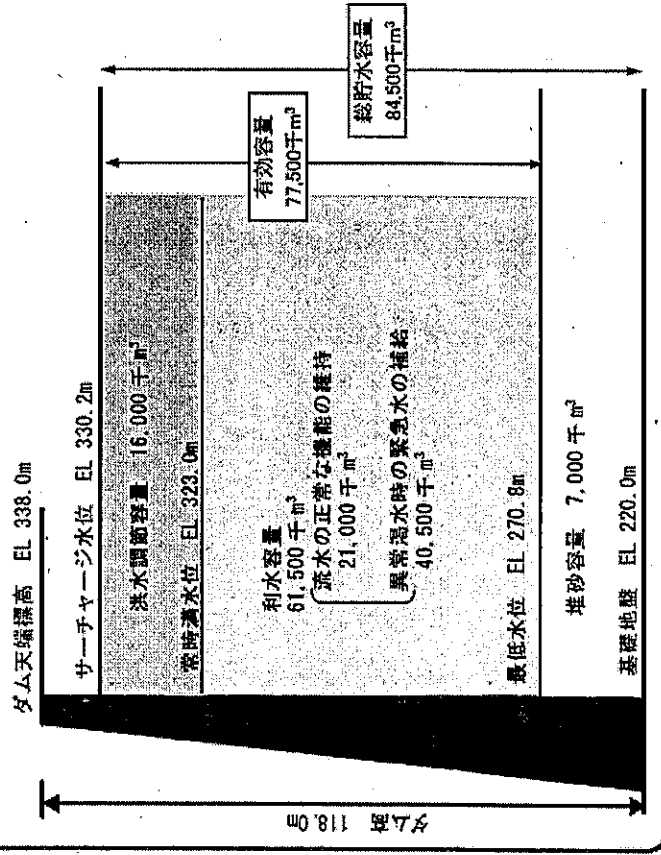 ダム天端標高 EL 338.0m
サーチャージ水位 EL 330.2m
洪水調節容量 16,000千m³
常時満水位 EL 323.0m
利水容量
61,500千m³
流水の正常な機能の維持
21,000千m³
異常渇水時の緊急水の補給
40,500千m³
最低水位 EL 270.8m
堆砂容量 7,000千m³
基礎地盤 EL 220.0m
有効容量
77,500千m³
総貯水容量
84,500千m³
ダム高 118.0m